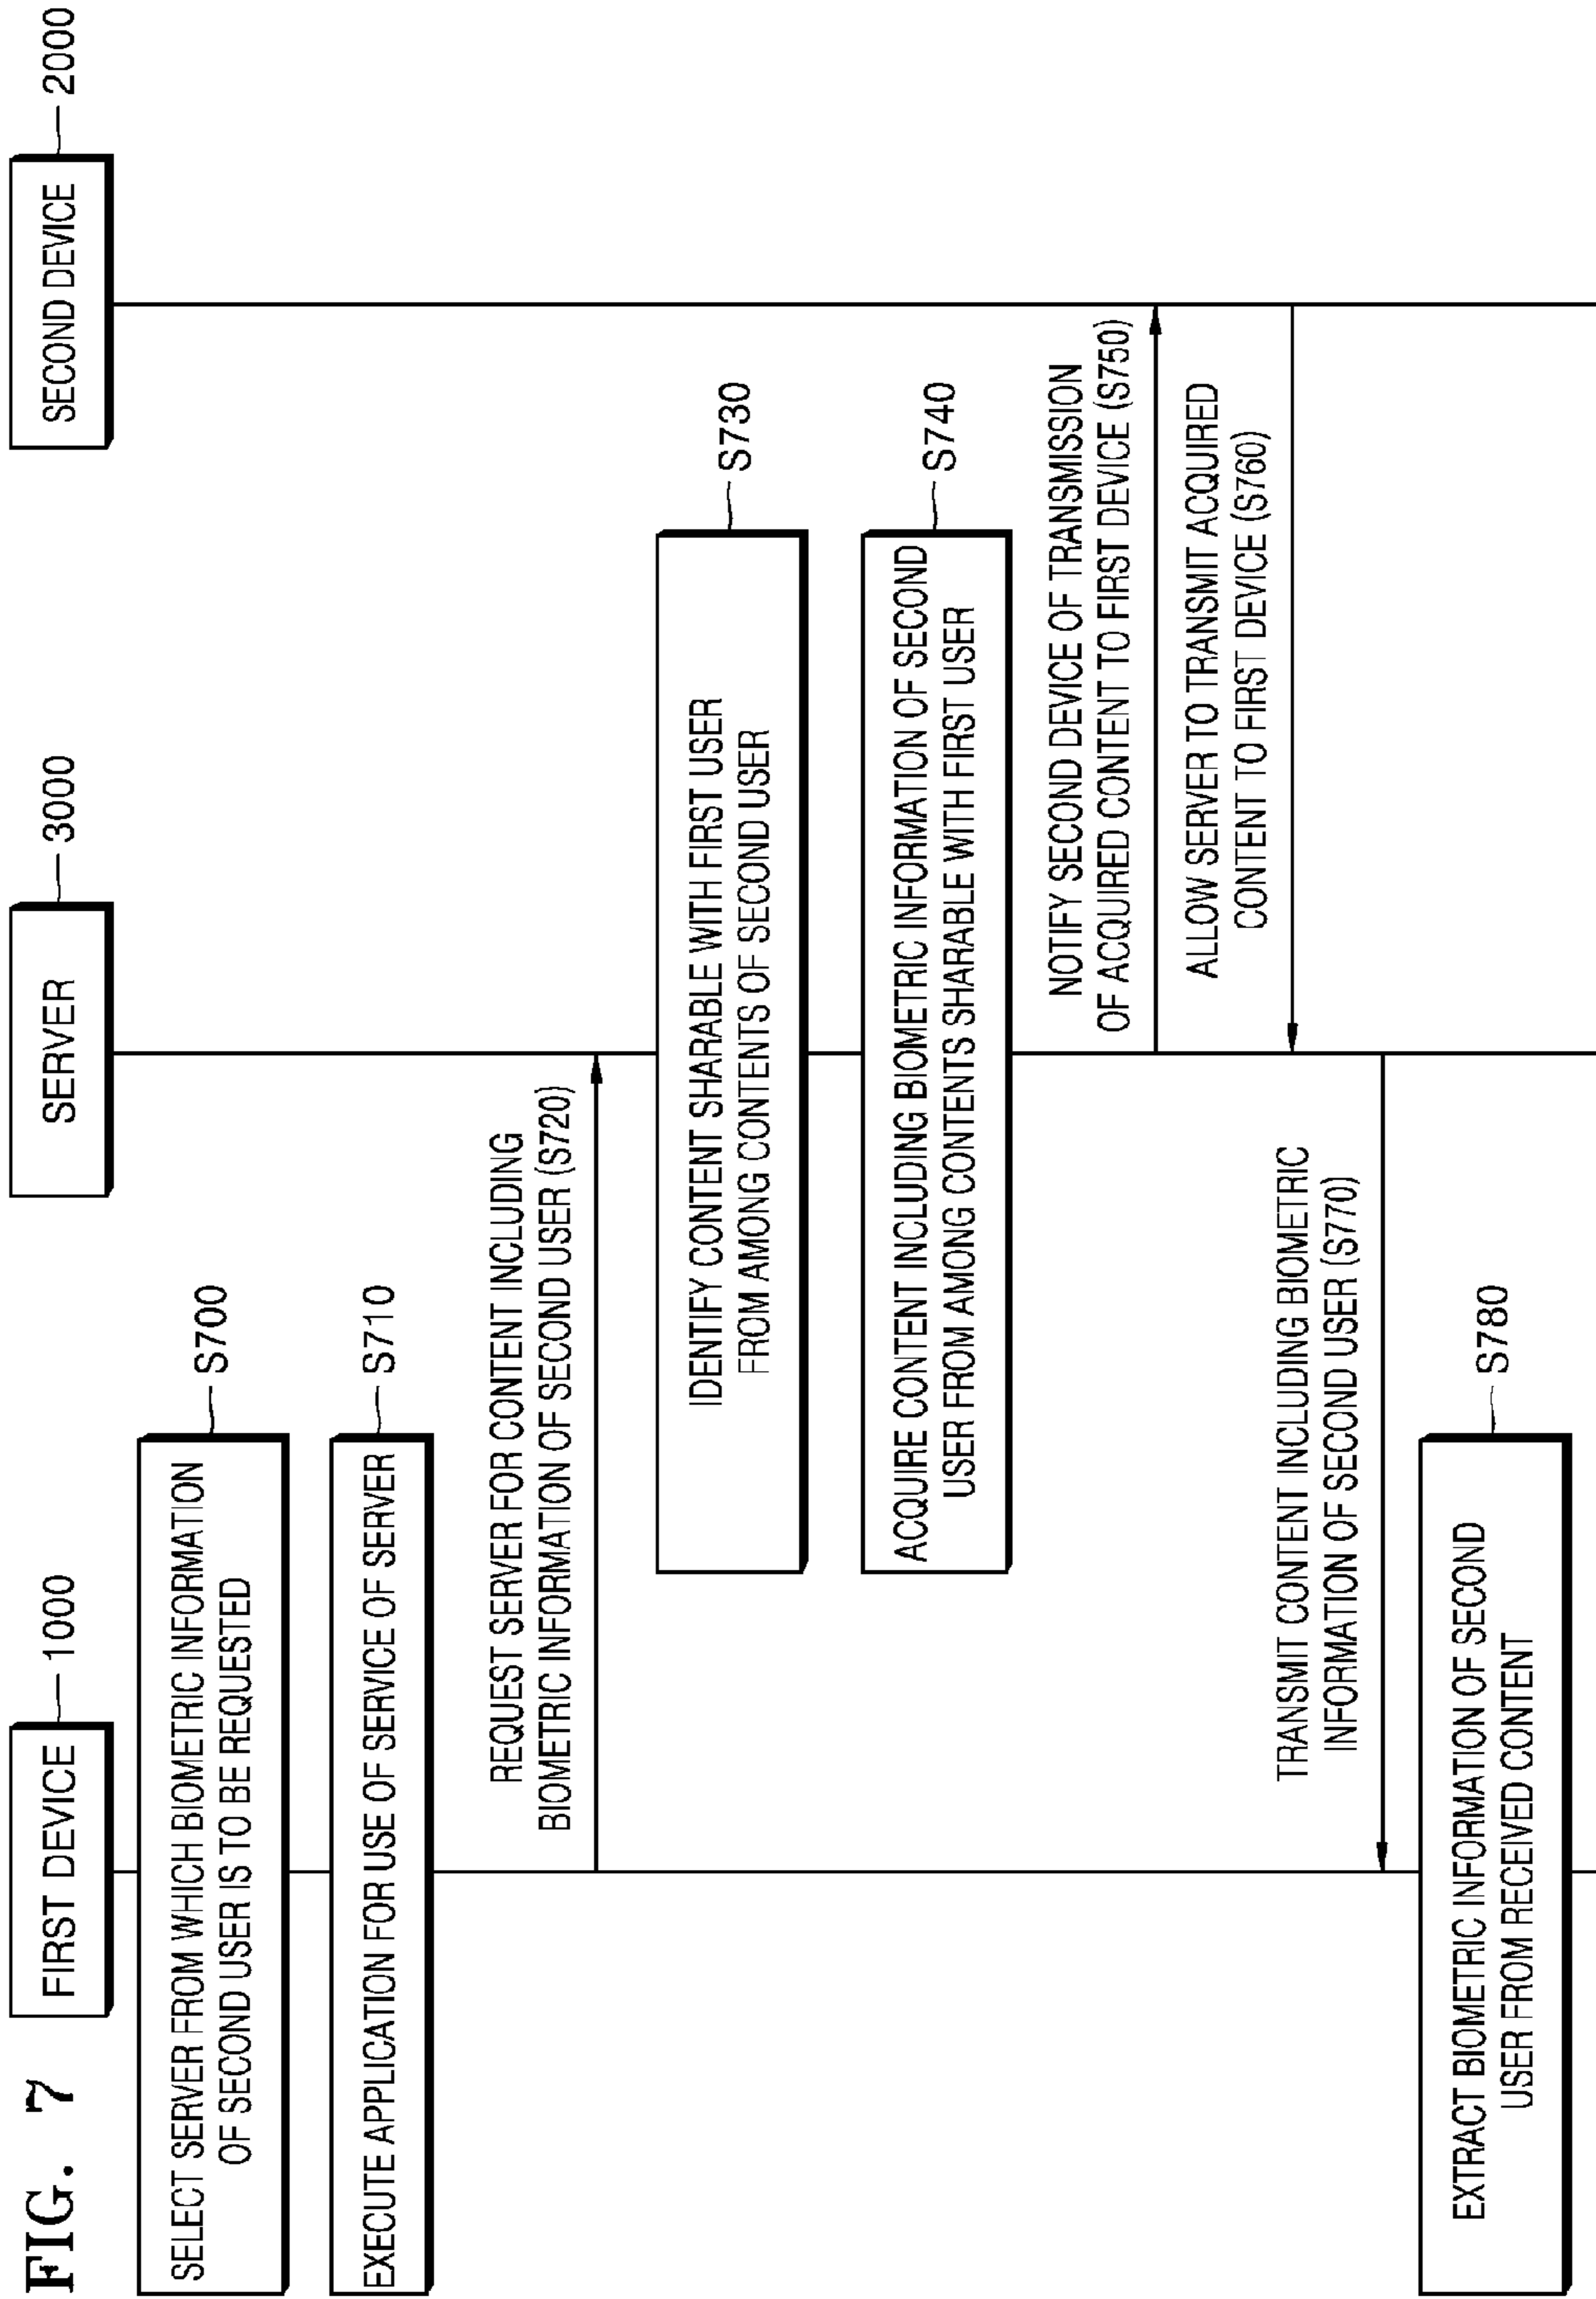 FIG. 7
FIRST DEVICE
1000
SERVER
3000
SECOND DEVICE
2000
SELECT SERVER FROM WHICH BIOMETRIC INFORMATION
OF SECOND USER IS TO BE REQUESTED
S700
EXECUTE APPLICATION FOR USE OF SERVICE OF SERVER
S710
REQUEST SERVER FOR CONTENT INCLUDING
BIOMETRIC INFORMATION OF SECOND USER (S720)
IDENTIFY CONTENT SHARABLE WITH FIRST USER
FROM AMONG CONTENTS OF SECOND USER
S730
ACQUIRE CONTENT INCLUDING BIOMETRIC INFORMATION OF SECOND
USER FROM AMONG CONTENTS SHARABLE WITH FIRST USER
S740
NOTIFY SECOND DEVICE OF TRANSMISSION
OF ACQUIRED CONTENT TO FIRST DEVICE (S750)
ALLOW SERVER TO TRANSMIT ACQUIRED
CONTENT TO FIRST DEVICE (S760)
TRANSMIT CONTENT INCLUDING BIOMETRIC
INFORMATION OF SECOND USER (S770)
EXTRACT BIOMETRIC INFORMATION OF SECOND
USER FROM RECEIVED CONTENT
S780